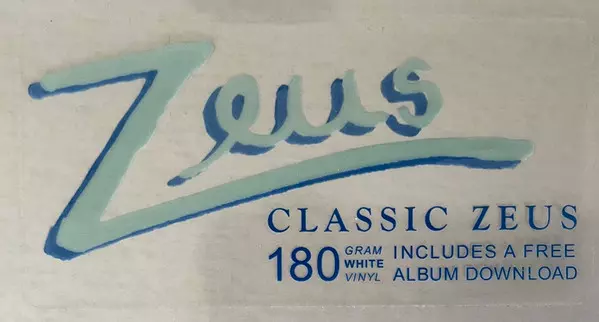 Zeus
CLASSIC ZEUS
180 GRAM WHITE VINYL
INCLUDES A FREE
ALBUM DOWNLOAD